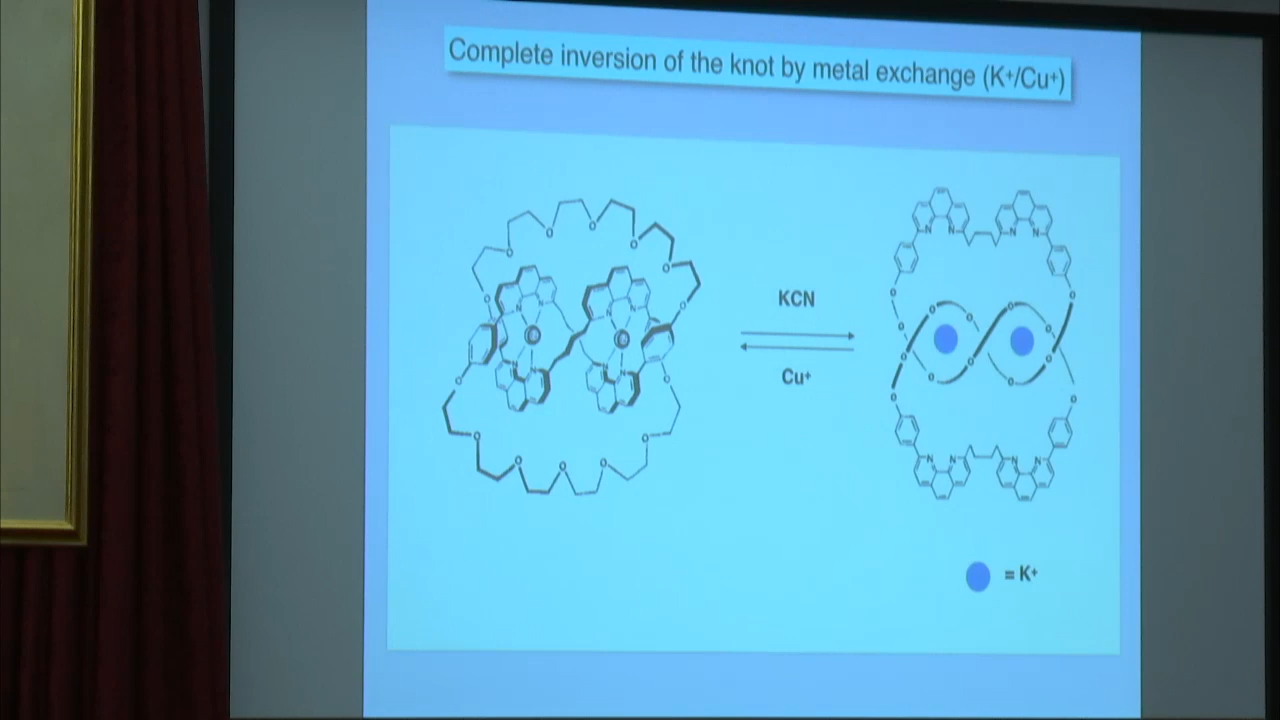 Complete inversion of the knot by metal exchange (K⁺/Cu⁺)
KCN
Cu⁺
= K⁺